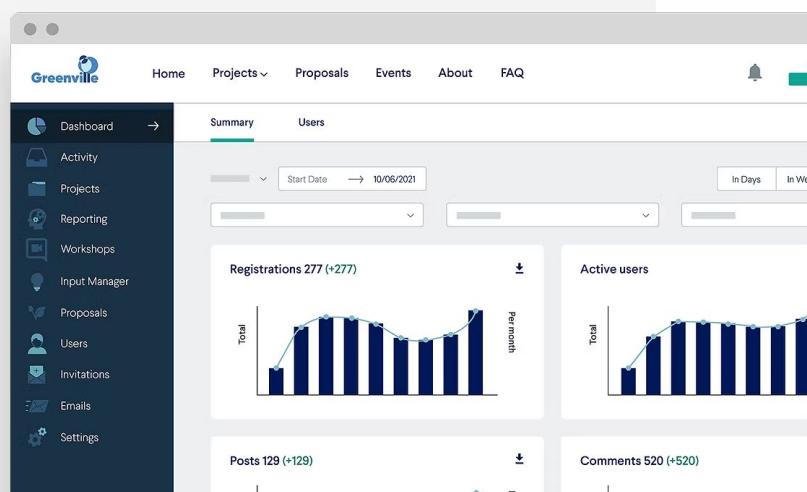 Greenville
Home Projects Proposals Events About FAQ
Dashboard
Activity
Projects
Reporting
Workshops
Input Manager
Proposals
Users
Invitations
Emails
Settings
Summary Users
Start Date → 10/06/2021
In Days In We
Registrations 277 (+277)
Total
Per month
Active users
Total
Posts 129 (+129)
Comments 520 (+520)